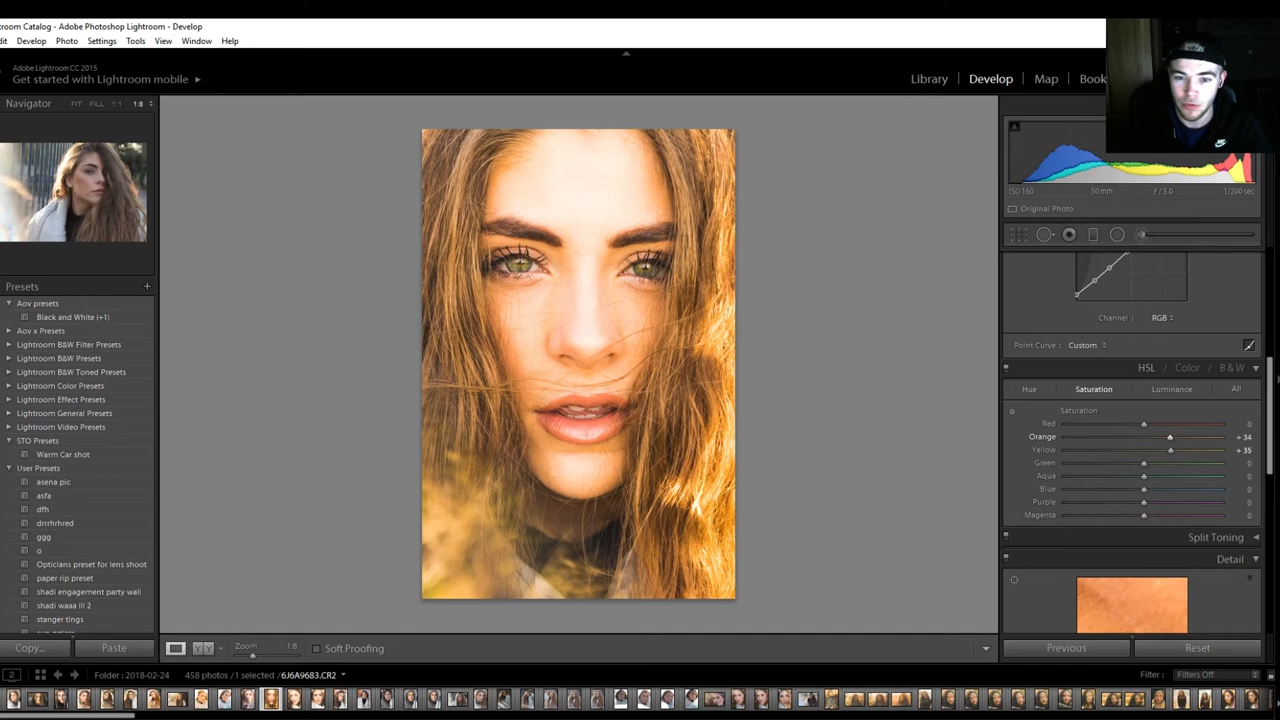 room Catalog - Adobe Photoshop Lightroom - Develop
dit Develop Photo Settings Tools View Window Help
Adobe Lightroom CC 2015
Get started with Lightroom mobile
Library Develop Map Book
Navigator FIT FILL 1:1 1:8
ISO 160 50 mm ƒ / 5.0 1/200 sec
Original Photo
Presets +
Aov presets
Black and White (+1)
Aov x Presets
Lightroom B&W Filter Presets
Lightroom B&W Presets
Lightroom B&W Toned Presets
Lightroom Color Presets
Lightroom Effect Presets
Lightroom General Presets
Lightroom Video Presets
STO Presets
Warm Car shot
User Presets
asena pic
asfa
dfh
drrrhrhred
ggg
o
Opticians preset for lens shoot
paper rip preset
shadi engagement party wall
shadi waaa lll 2
stanger tings
Channel : RGB
Point Curve : Custom
HSL / Color / B & W
Hue Saturation Luminance All
Saturation
Red 0
Orange + 34
Yellow + 35
Green 0
Aqua 0
Blue 0
Purple 0
Magenta 0
Split Toning
Detail
Copy... Paste
Zoom 1:8 Soft Proofing
Previous Reset
2 Folder : 2018-02-24 458 photos / 1 selected / 6J6A9683.CR2
Filter : Filters Off